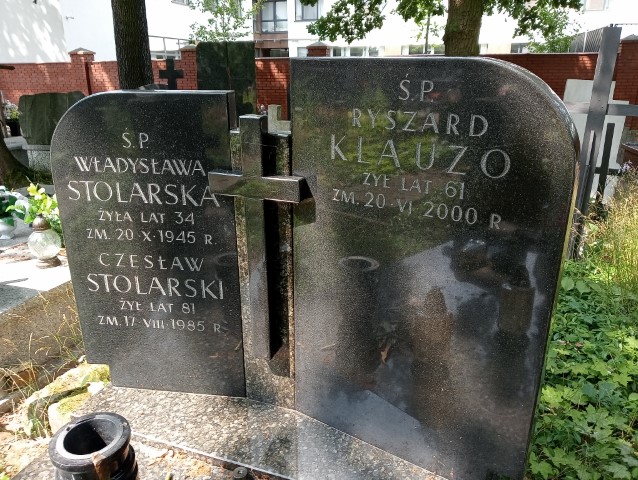 Ś.P.
WŁADYSŁAWA
STOLARSKA
ŻYŁA LAT 34
ZM. 20·X·1945 R.
CZESŁAW
STOLARSKI
ŻYŁ LAT 81
ZM. 17·VIII·1985 R.
Ś.P.
RYSZARD
KLAUZO
ŻYŁ LAT 61
ZM. 20·VI·2000 R.